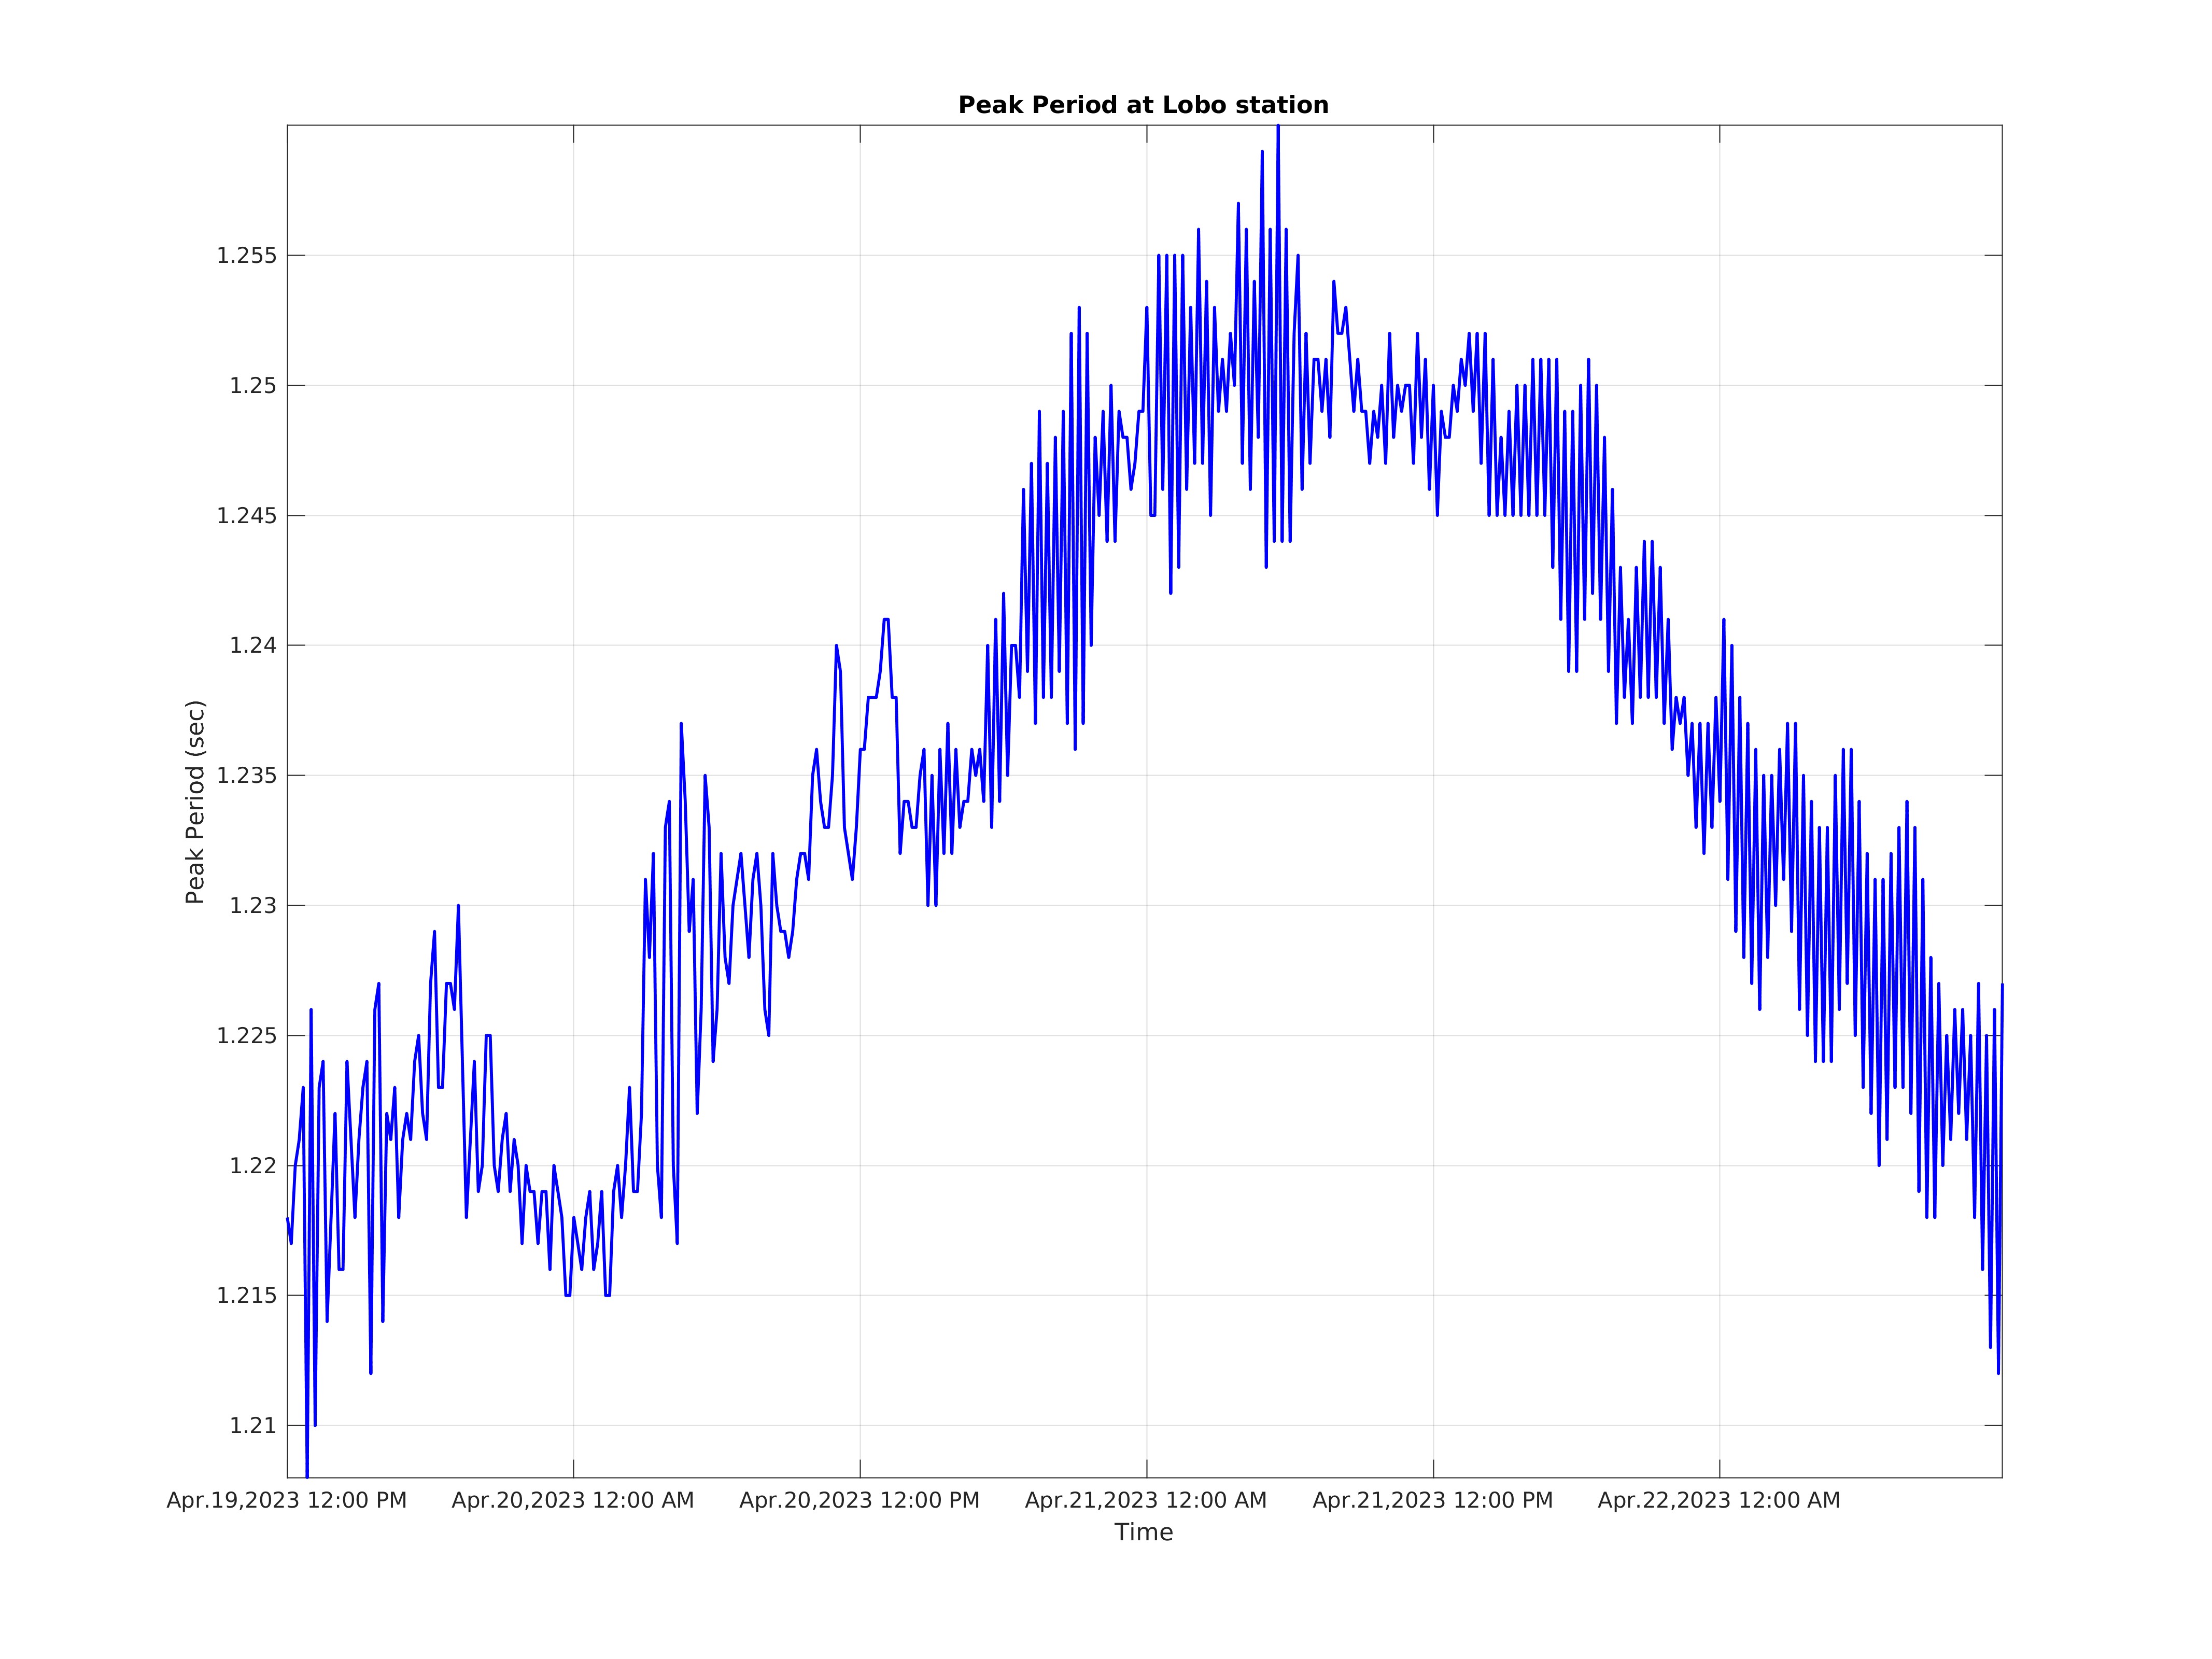 Peak Period at Lobo station
Peak Period (sec)
1.255
1.25
1.245
1.24
1.235
1.23
1.225
1.22
1.215
1.21
Apr.19,2023 12:00 PM
Apr.20,2023 12:00 AM
Apr.20,2023 12:00 PM
Apr.21,2023 12:00 AM
Apr.21,2023 12:00 PM
Apr.22,2023 12:00 AM
Time